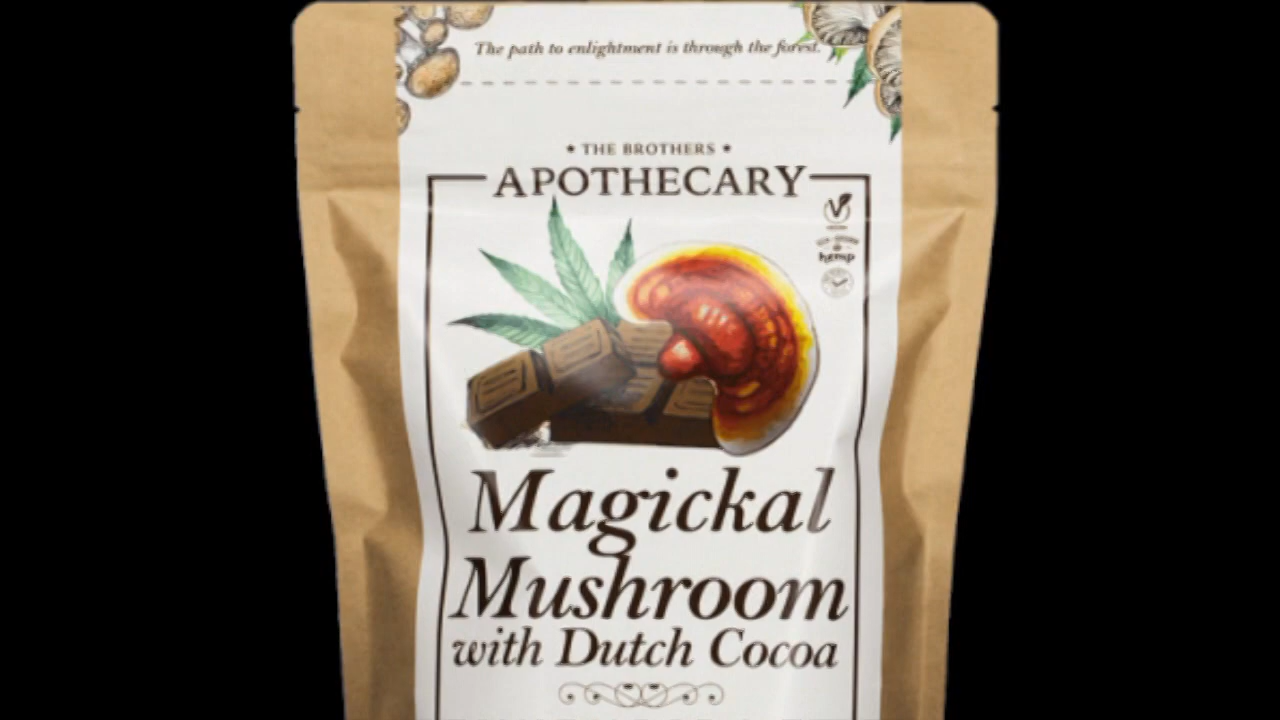 The path to enlightment is through the forest.
• THE BROTHERS •
APOTHECARY
hemp
Magickal
Mushroom
with Dutch Cocoa